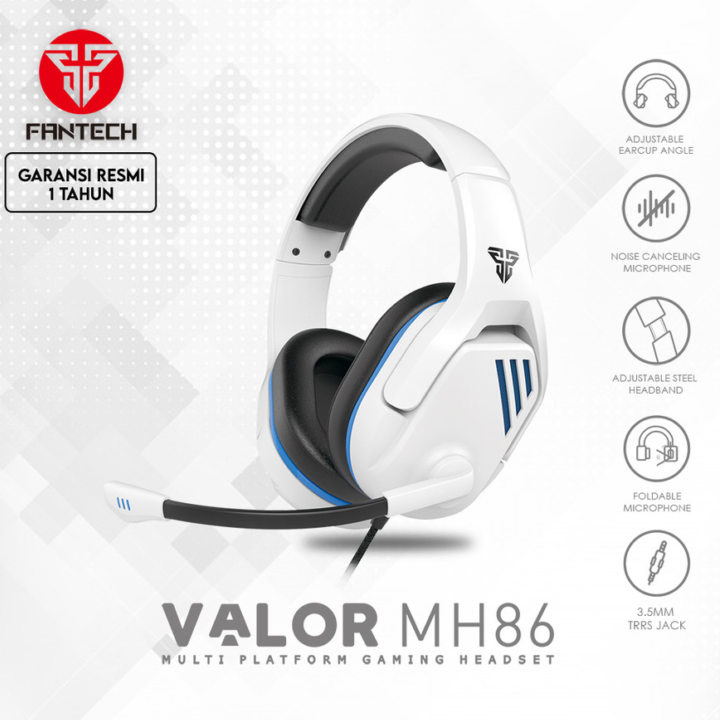 FANTECH
GARANSI RESMI
1 TAHUN
ADJUSTABLE
EARCUP ANGLE
NOISE CANCELING
MICROPHONE
ADJUSTABLE STEEL
HEADBAND
FOLDABLE
MICROPHONE
3.5MM
TRRS JACK
VALOR MH86
MULTI PLATFORM GAMING HEADSET